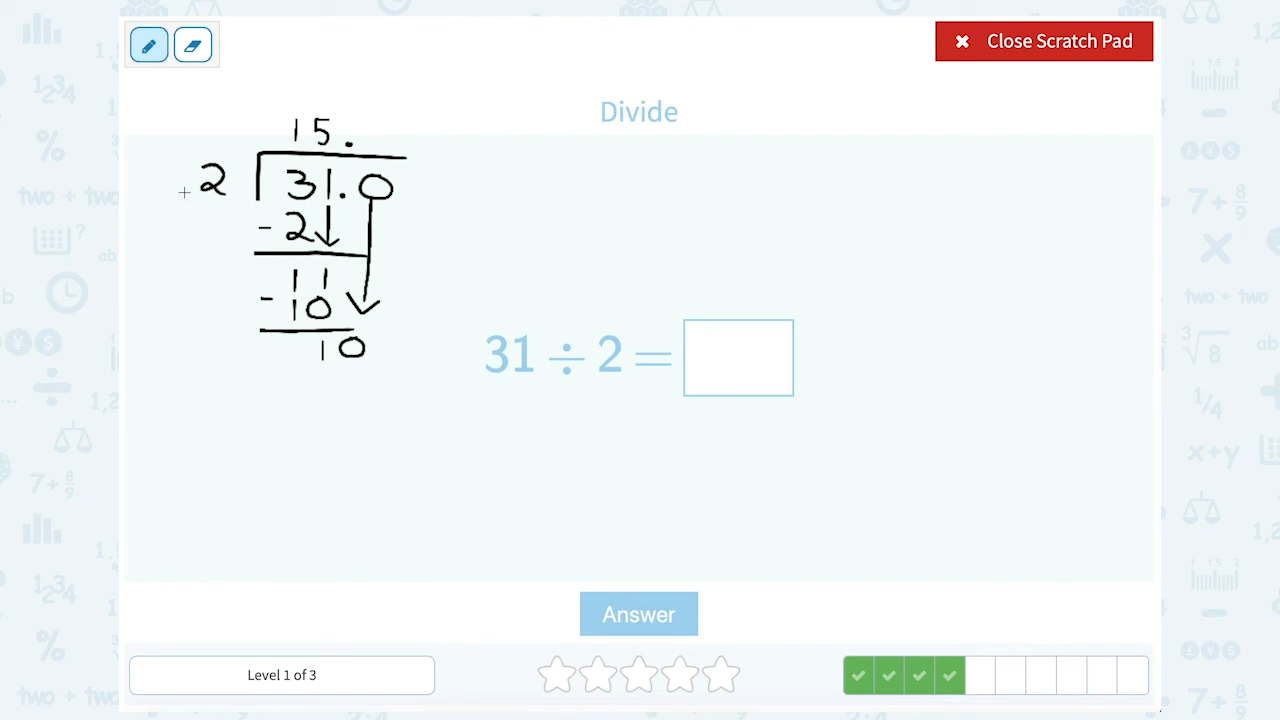 Close Scratch Pad
Divide
15.
2 31.0
-2
11
-10
10
31 ÷ 2 =
Answer
Level 1 of 3